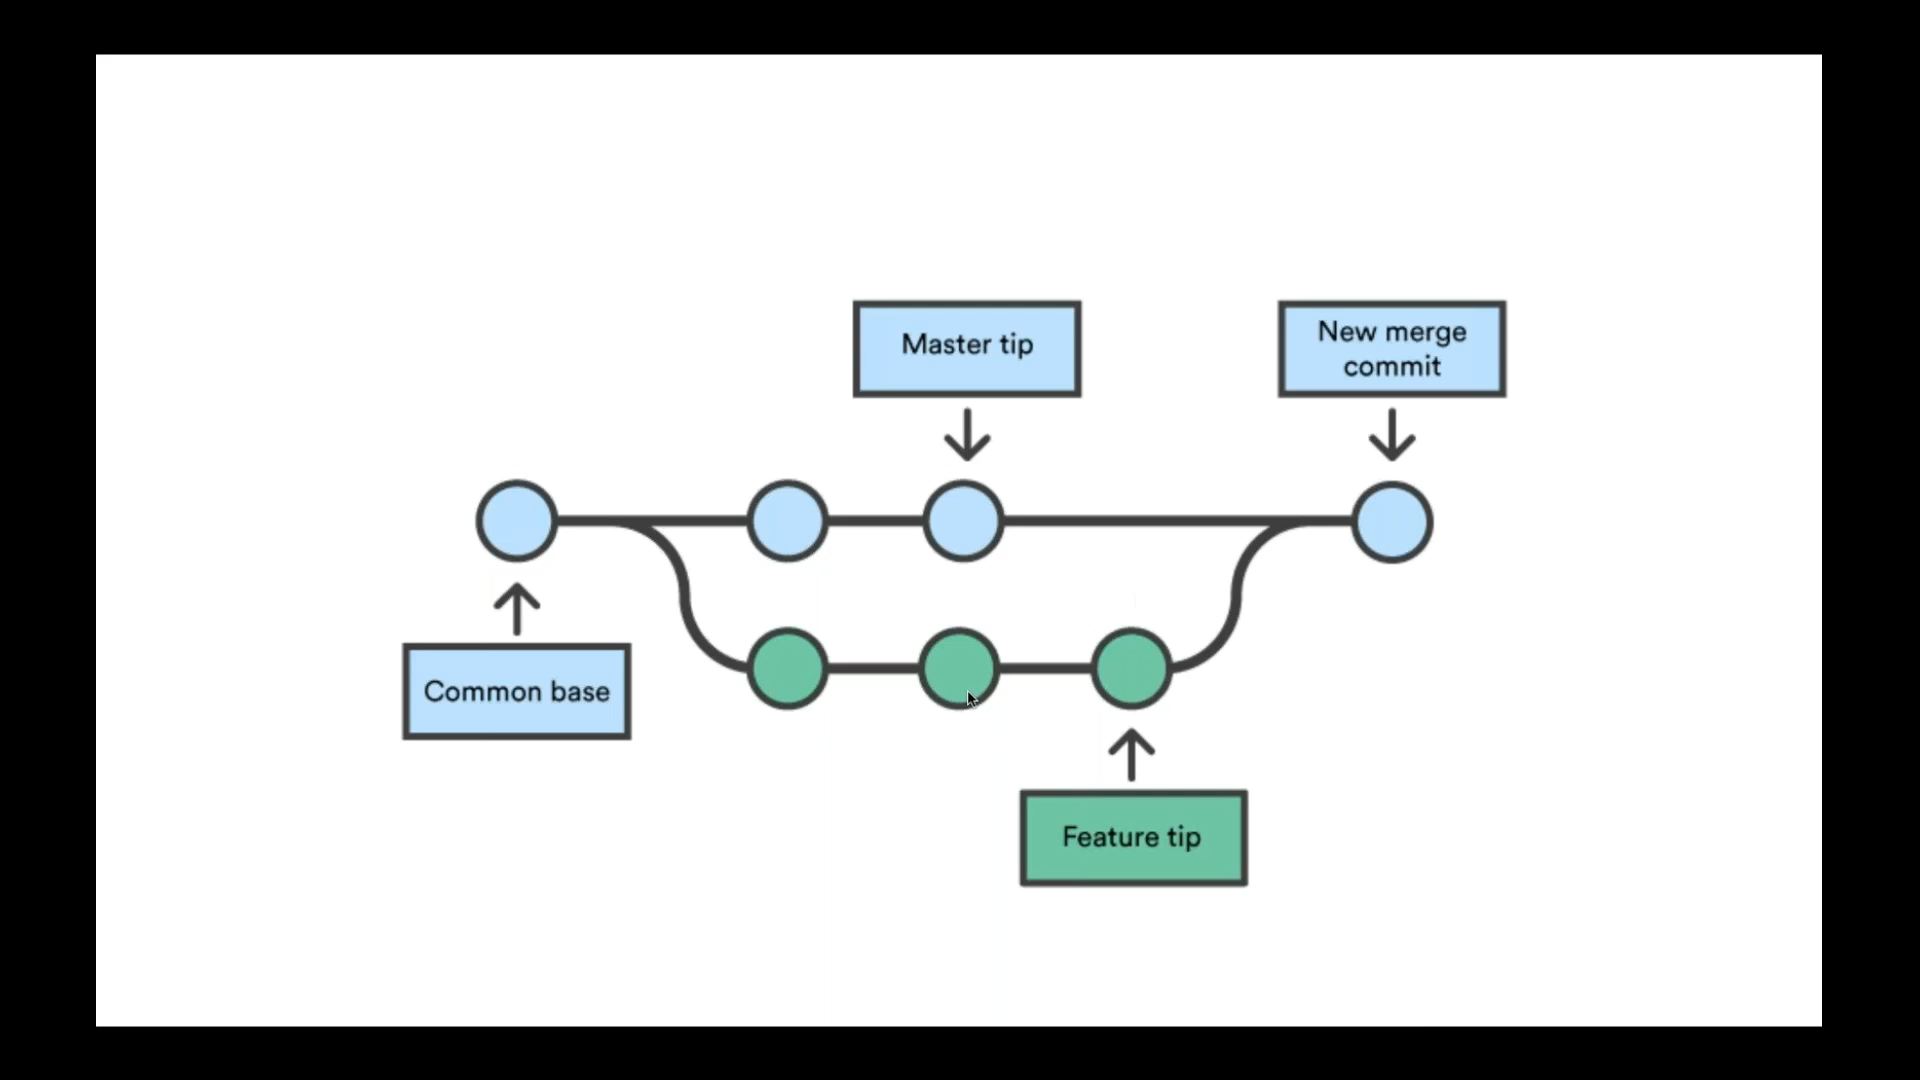 Master tip
New merge
commit
Common base
Feature tip